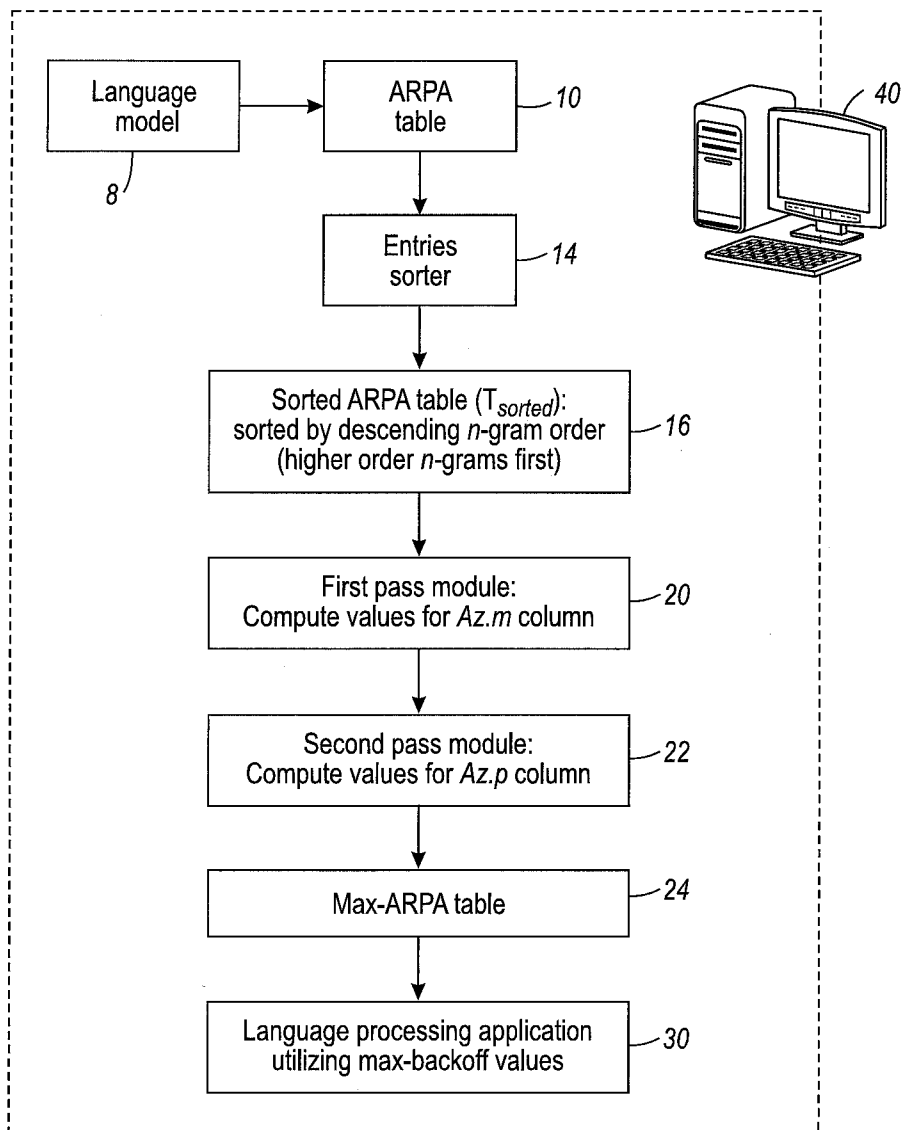 Language
model
8
ARPA
table
10
40
Entries
sorter
14
Sorted ARPA table (Tsorted):
sorted by descending n-gram order
(higher order n-grams first)
16
First pass module:
Compute values for Az.m column
20
Second pass module:
Compute values for Az.p column
22
Max-ARPA table
24
Language processing application
utilizing max-backoff values
30